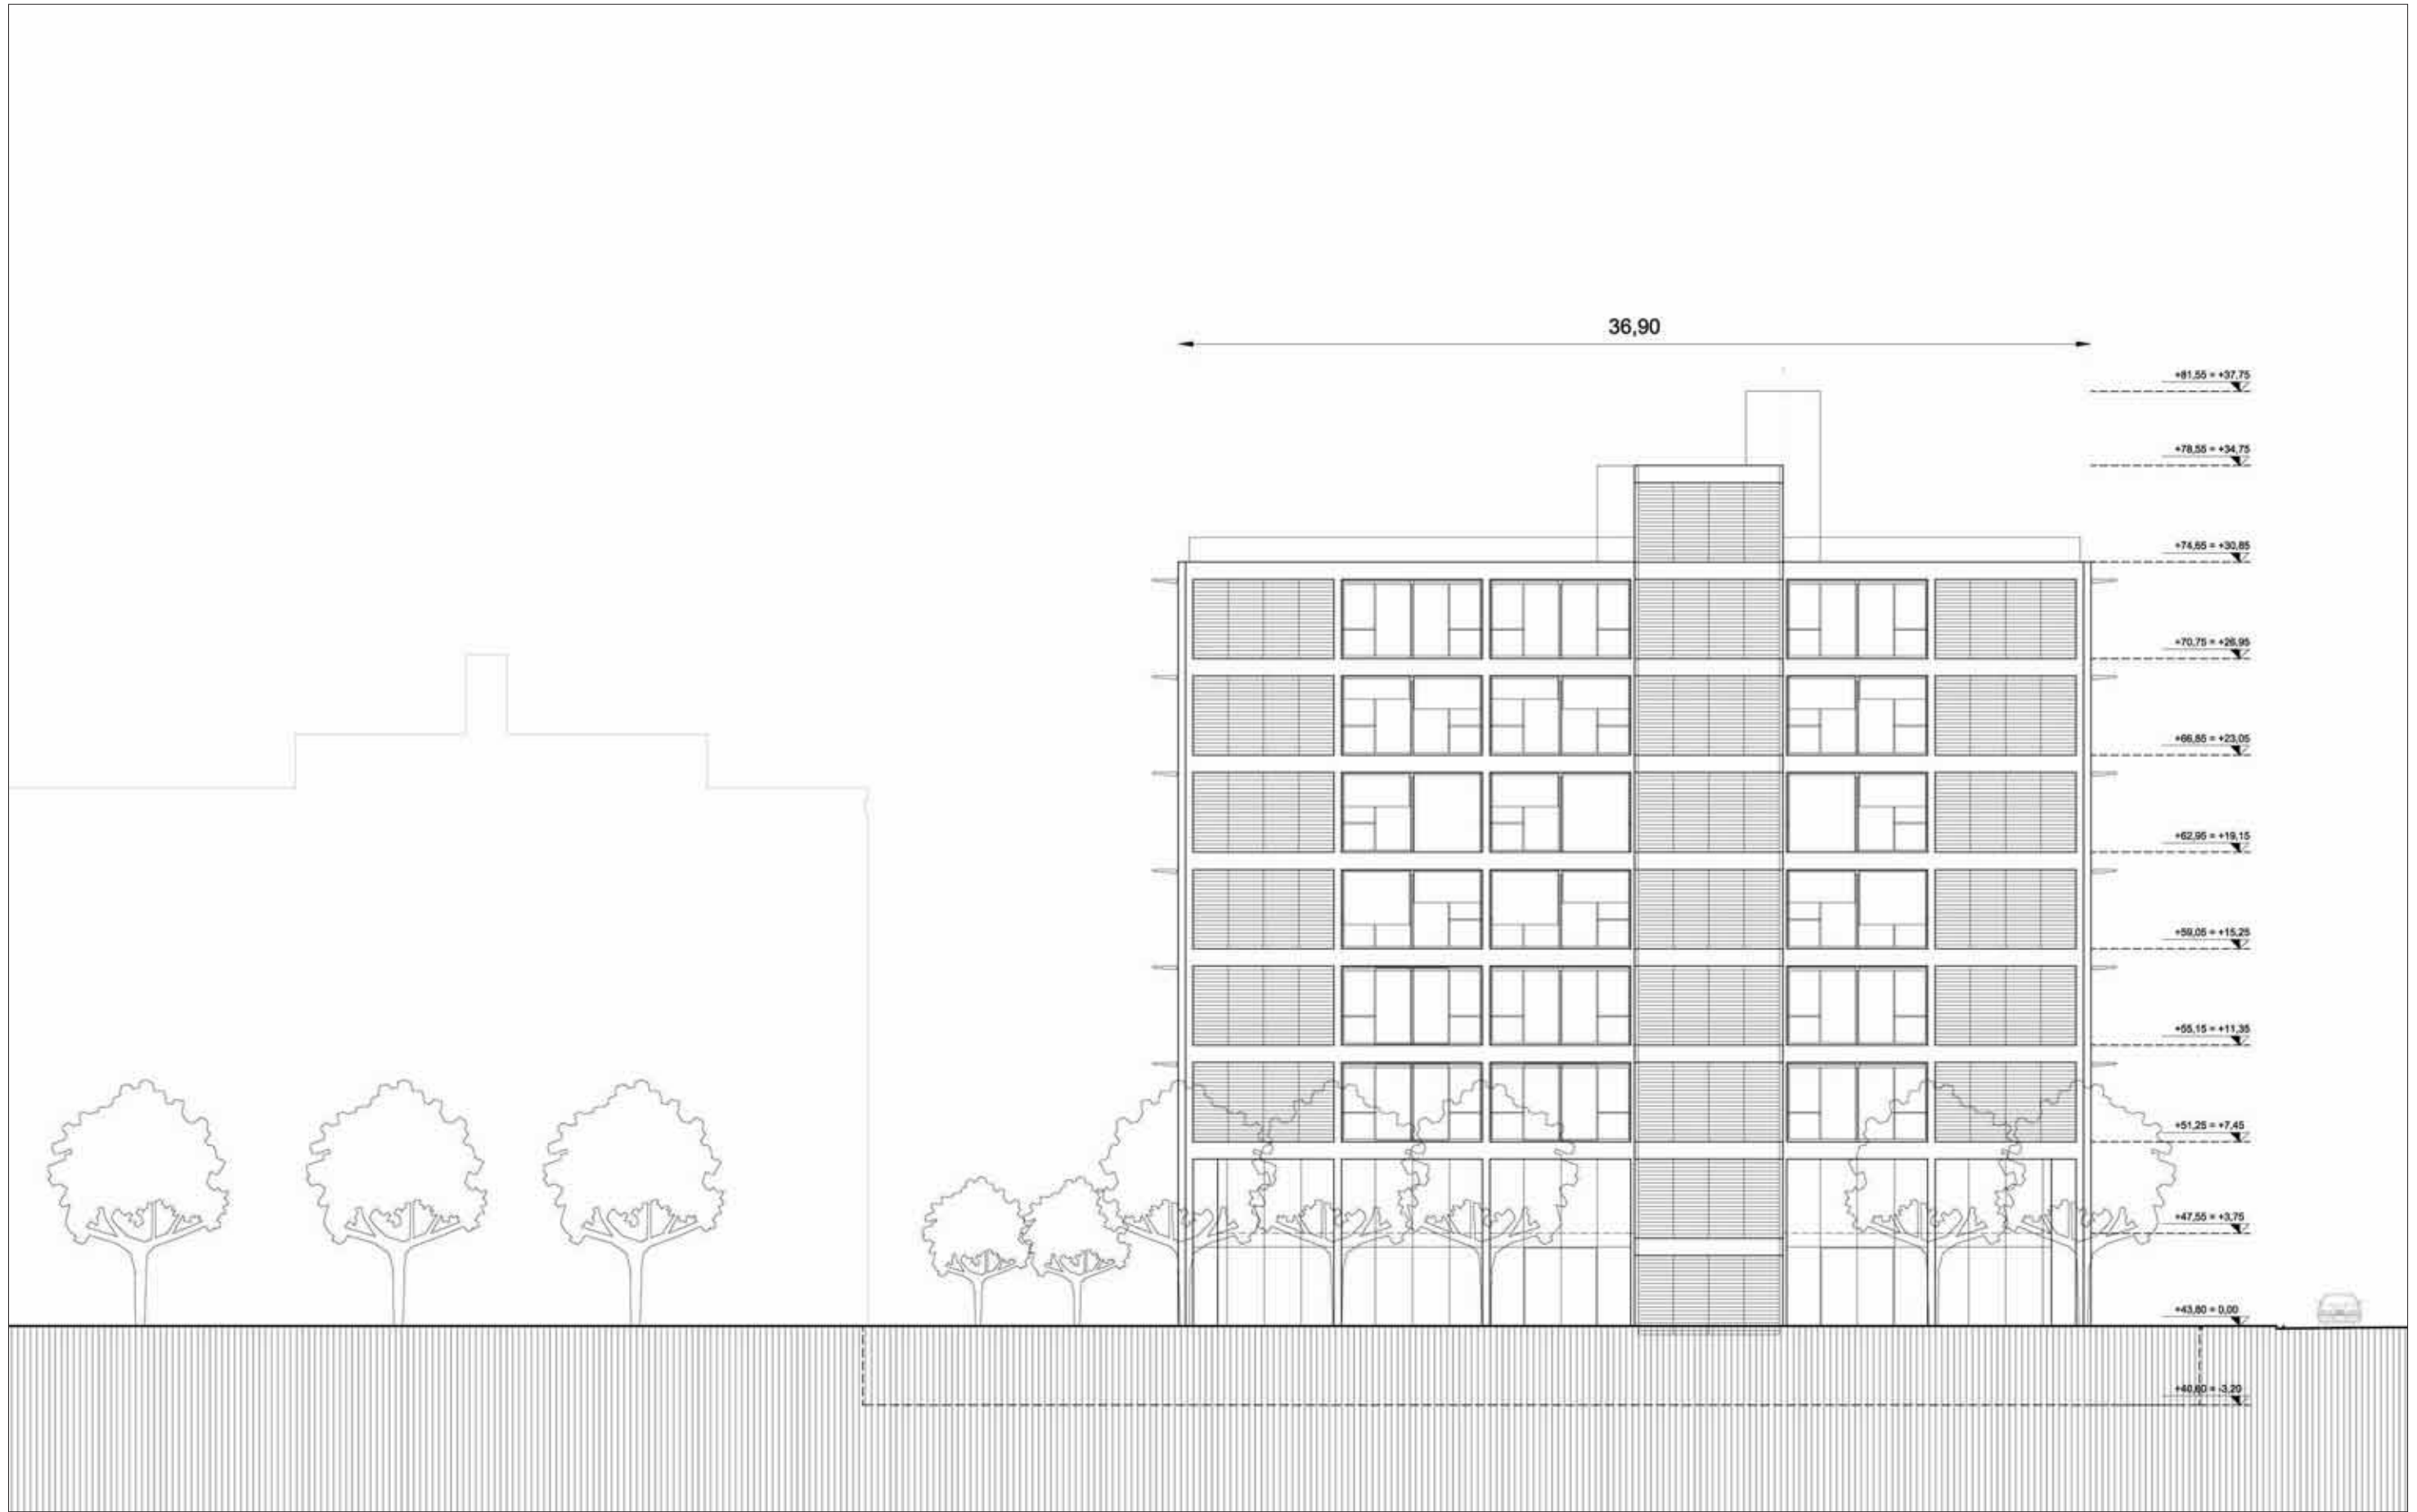 36,90
+81,55 = +37,75
+78,55 = +34,75
+74,65 = +30,85
+70,75 = +26,95
+66,85 = +23,05
+62,95 = +19,15
+59,05 = +15,25
+55,15 = +11,35
+51,25 = +7,45
+47,55 = +3,75
+43,80 = 0,00
+40,60 = -3,20